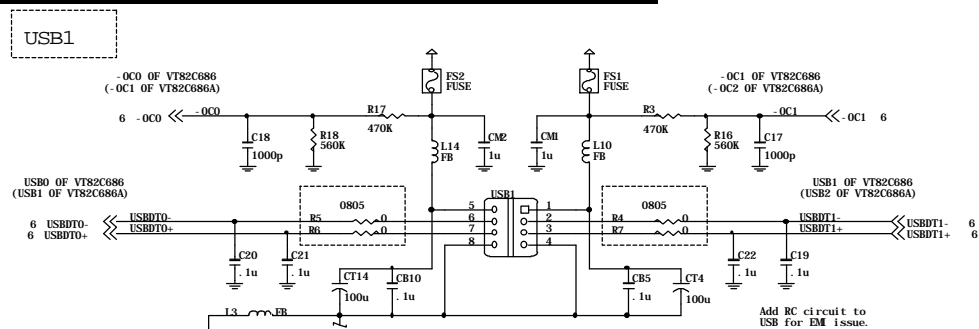 USB1
-OC0 OF VT82C686
(-OC1 OF VT82C686A)
FS2
FUSE
FS1
FUSE
-OC1 OF VT82C686
(-OC2 OF VT82C686A)
6 -OC0
-OC0
R17
470K
R3
470K
-OC1
-OC1 6
C18
1000p
R18
560K
L14
FB
CM2
1u
CM1
1u
L10
FB
R16
560K
C17
1000p
USB0 OF VT82C686
(USB1 OF VT82C686A)
0805
USB1
0805
USB1 OF VT82C686
(USB2 OF VT82C686A)
6 USBDT0-
USBDT0-
R5
0
5
1
R4
0
USBDT1-
USBDT1- 6
6 USBDT0+
USBDT0+
R6
0
6
2
R7
0
USBDT1+
USBDT1+ 6
7
3
8
4
C20
.1u
C21
.1u
CT14
100u
CB10
.1u
CB5
.1u
CT4
100u
C22
.1u
C19
.1u
L3 FB
Add RC circuit to
USB for EMI issue.